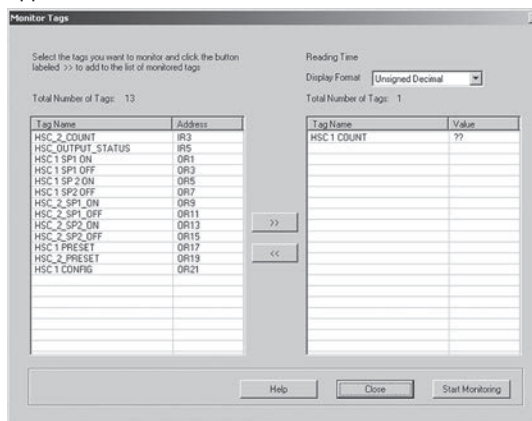 Monitor Tags
Select the tags you want to monitor and click the button
labeled >> to add to the list of monitored tags
Reading Time
Display Format Unsigned Decimal
Total Number of Tags: 13
Total Number of Tags: 1
Tag Name Address
HSC_2_COUNT IR3
HSC_OUTPUT_STATUS IR5
HSC 1 SP1 ON OR1
HSC 1 SP1 OFF OR3
HSC 1 SP 2 ON OR5
HSC 1 SP2 OFF OR7
HSC_2_SP1_ON OR9
HSC_2_SP1_OFF OR11
HSC_2_SP2_ON OR13
HSC_2_SP2_OFF OR15
HSC 1 PRESET OR17
HSC_2_PRESET OR19
HSC 1 CONFIG OR21
>>
<<
Tag Name Value
HSC 1 COUNT ??
Help Close Start Monitoring